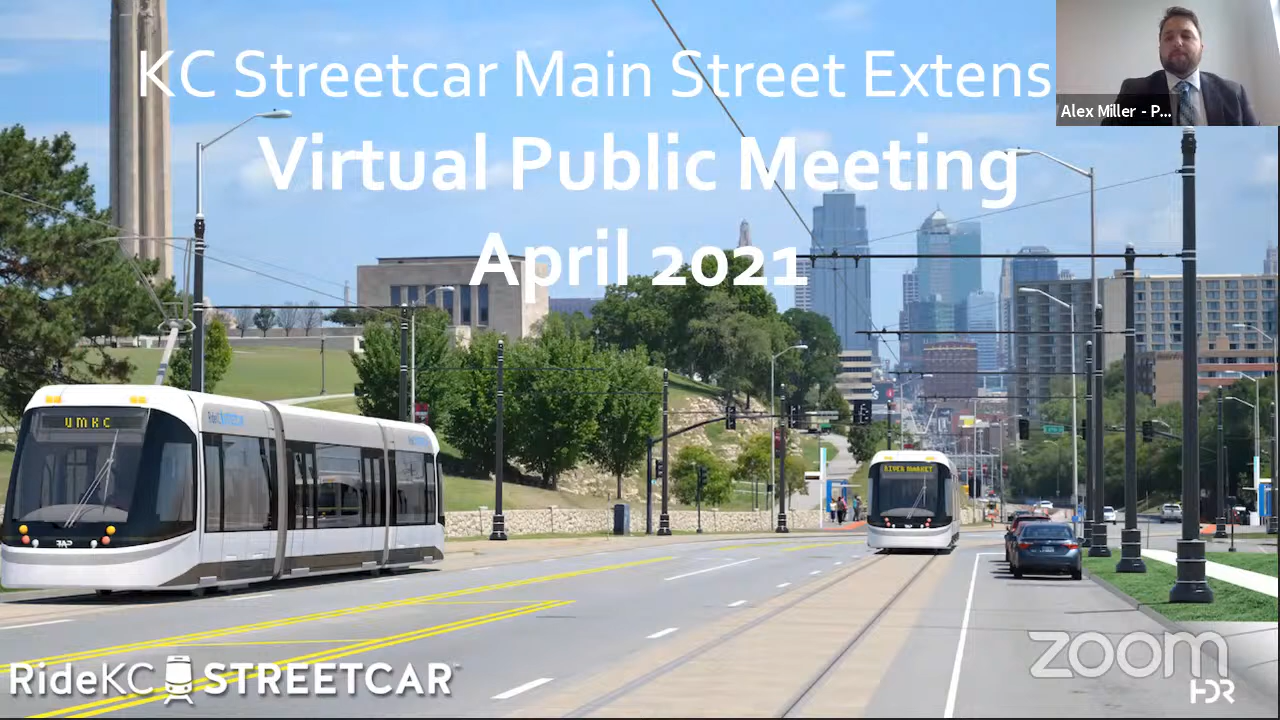 KC Streetcar Main Street Extens
Virtual Public Meeting
April 2021
Alex Miller - P...
UMKC
RIVER MARKET
RideKC STREETCAR
zoom
HDR